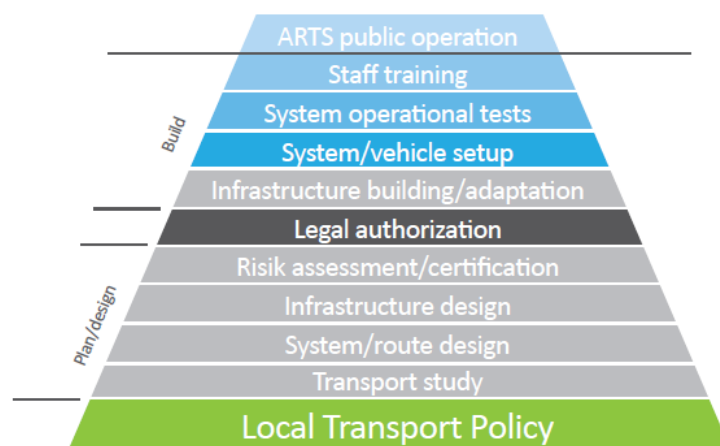 ARTS public operation
Staff training
System operational tests
System/vehicle setup
Infrastructure building/adaptation
Legal authorization
Risik assessment/certification
Infrastructure design
System/route design
Transport study
Local Transport Policy
Build
Plan/design